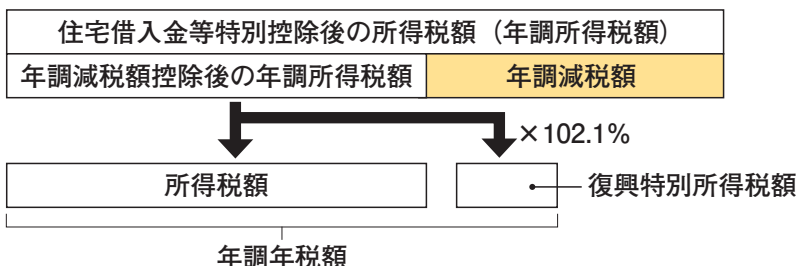 住宅借入金等特別控除後の所得税額（年調所得税額）
年調減税額控除後の年調所得税額
年調減税額
×102.1%
所得税額
復興特別所得税額
年調年税額